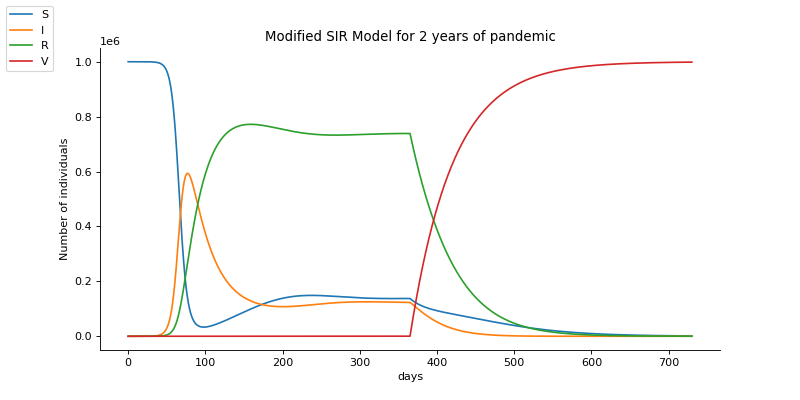 S
I
R
V
Modified SIR Model for 2 years of pandemic
1e6
1.0
0.8
0.6
0.4
0.2
0.0
Number of individuals
0 100 200 300 400 500 600 700
days